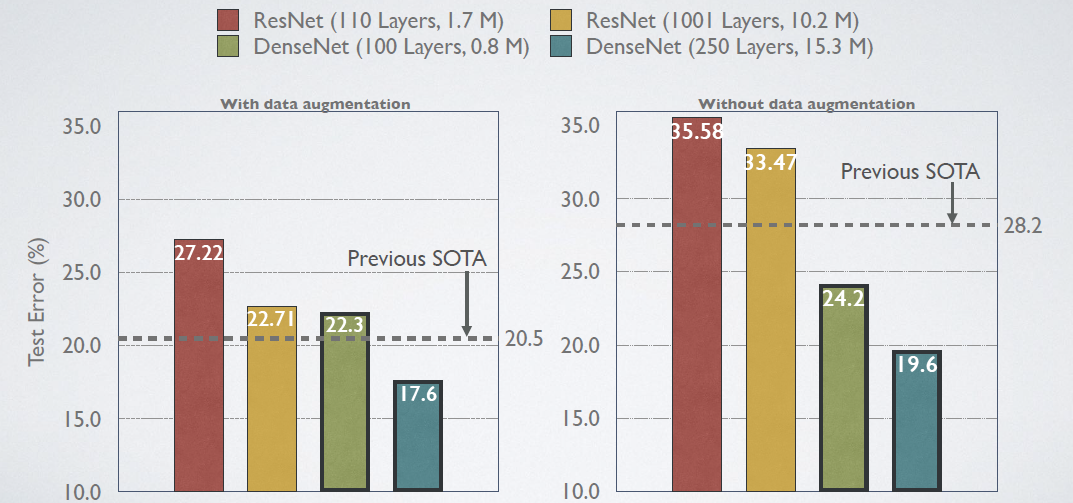 ResNet (110 Layers, 1.7 M)
ResNet (1001 Layers, 10.2 M)
DenseNet (100 Layers, 0.8 M)
DenseNet (250 Layers, 15.3 M)
With data augmentation
35.0
30.0
25.0
20.0
15.0
10.0
Test Error (%)
27.22
22.71
22.3
17.6
Previous SOTA
20.5
Without data augmentation
35.0
30.0
25.0
20.0
15.0
10.0
35.58
33.47
24.2
19.6
Previous SOTA
28.2